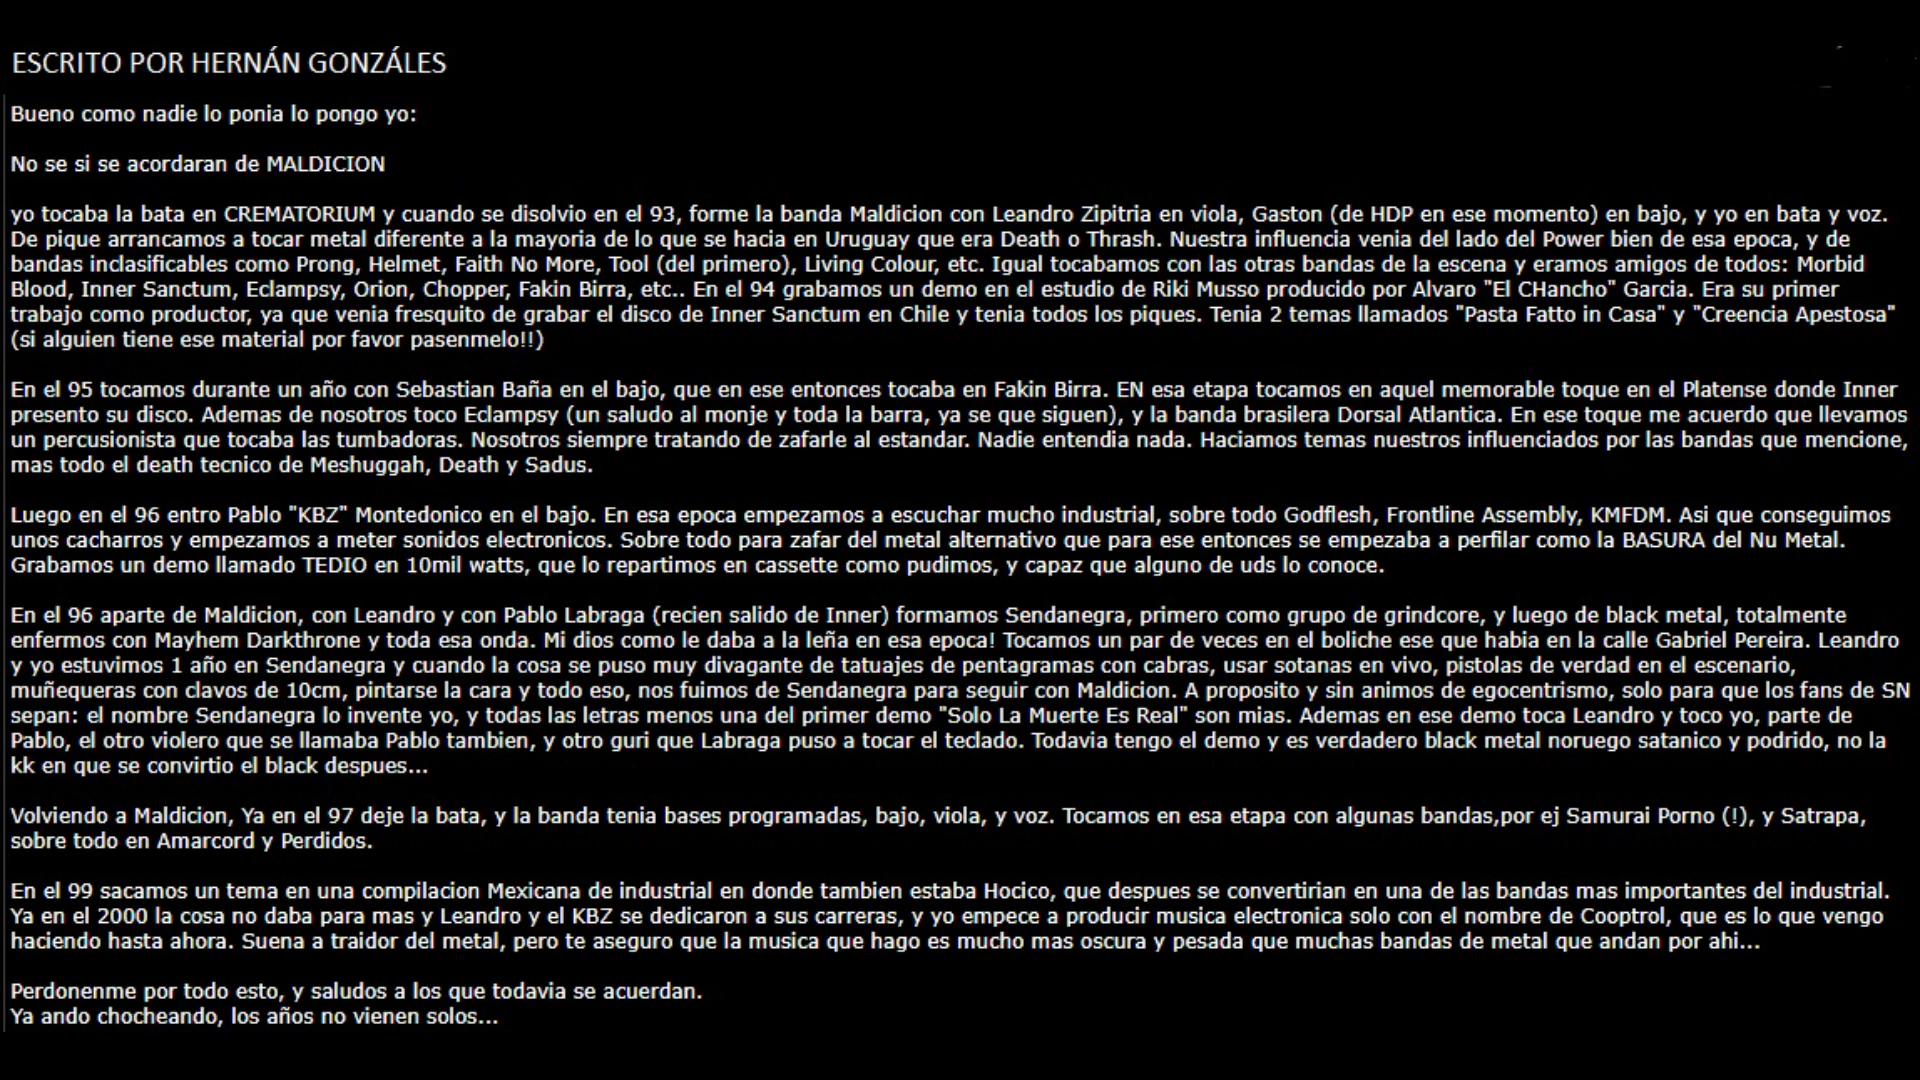 ESCRITO POR HERNÁN GONZÁLES
Bueno como nadie lo ponia lo pongo yo:
No se si se acordaran de MALDICION
yo tocaba la bata en CREMATORIUM y cuando se disolvio en el 93, forme la banda Maldicion con Leandro Zipitria en viola, Gaston (de HDP en ese momento) en bajo, y yo en bata y voz.
De pique arrancamos a tocar metal diferente a la mayoria de lo que se hacia en Uruguay que era Death o Thrash. Nuestra influencia venia del lado del Power bien de esa epoca, y de
bandas inclasificables como Prong, Helmet, Faith No More, Tool (del primero), Living Colour, etc. Igual tocabamos con las otras bandas de la escena y eramos amigos de todos: Morbid
Blood, Inner Sanctum, Eclampsy, Orion, Chopper, Fakin Birra, etc.. En el 94 grabamos un demo en el estudio de Riki Musso producido por Alvaro "El CHancho" Garcia. Era su primer
trabajo como productor, ya que venia fresquito de grabar el disco de Inner Sanctum en Chile y tenia todos los piques. Tenia 2 temas llamados "Pasta Fatto in Casa" y "Creencia Apestosa"
(si alguien tiene ese material por favor pasenmelo!!)
En el 95 tocamos durante un año con Sebastian Baña en el bajo, que en ese entonces tocaba en Fakin Birra. EN esa etapa tocamos en aquel memorable toque en el Platense donde Inner
presento su disco. Ademas de nosotros toco Eclampsy (un saludo al monje y toda la barra, ya se que siguen), y la banda brasilera Dorsal Atlantica. En ese toque me acuerdo que llevamos
un percusionista que tocaba las tumbadoras. Nosotros siempre tratando de zafarle al estandar. Nadie entendia nada. Haciamos temas nuestros influenciados por las bandas que mencione,
mas todo el death tecnico de Meshuggah, Death y Sadus.
Luego en el 96 entro Pablo "KBZ" Montedonico en el bajo. En esa epoca empezamos a escuchar mucho industrial, sobre todo Godflesh, Frontline Assembly, KMFDM. Asi que conseguimos
unos cacharros y empezamos a meter sonidos electronicos. Sobre todo para zafar del metal alternativo que para ese entonces se empezaba a perfilar como la BASURA del Nu Metal.
Grabamos un demo llamado TEDIO en 10mil watts, que lo repartimos en cassette como pudimos, y capaz que alguno de uds lo conoce.
En el 96 aparte de Maldicion, con Leandro y con Pablo Labraga (recien salido de Inner) formamos Sendanegra, primero como grupo de grindcore, y luego de black metal, totalmente
enfermos con Mayhem Darkthrone y toda esa onda. Mi dios como le daba a la leña en esa epoca! Tocamos un par de veces en el boliche ese que habia en la calle Gabriel Pereira. Leandro
y yo estuvimos 1 año en Sendanegra y cuando la cosa se puso muy divagante de tatuajes de pentagramas con cabras, usar sotanas en vivo, pistolas de verdad en el escenario,
muñequeras con clavos de 10cm, pintarse la cara y todo eso, nos fuimos de Sendanegra para seguir con Maldicion. A proposito y sin animos de egocentrismo, solo para que los fans de SN
sepan: el nombre Sendanegra lo invente yo, y todas las letras menos una del primer demo "Solo La Muerte Es Real" son mias. Ademas en ese demo toca Leandro y toco yo, parte de
Pablo, el otro violero que se llamaba Pablo tambien, y otro guri que Labraga puso a tocar el teclado. Todavia tengo el demo y es verdadero black metal noruego satanico y podrido, no la
kk en que se convirtio el black despues...
Volviendo a Maldicion, Ya en el 97 deje la bata, y la banda tenia bases programadas, bajo, viola, y voz. Tocamos en esa etapa con algunas bandas,por ej Samurai Porno (!), y Satrapa,
sobre todo en Amarcord y Perdidos.
En el 99 sacamos un tema en una compilacion Mexicana de industrial en donde tambien estaba Hocico, que despues se convertirian en una de las bandas mas importantes del industrial.
Ya en el 2000 la cosa no daba para mas y Leandro y el KBZ se dedicaron a sus carreras, y yo empece a producir musica electronica solo con el nombre de Cooptrol, que es lo que vengo
haciendo hasta ahora. Suena a traidor del metal, pero te aseguro que la musica que hago es mucho mas oscura y pesada que muchas bandas de metal que andan por ahi...
Perdonenme por todo esto, y saludos a los que todavia se acuerdan.
Ya ando chocheando, los años no vienen solos...